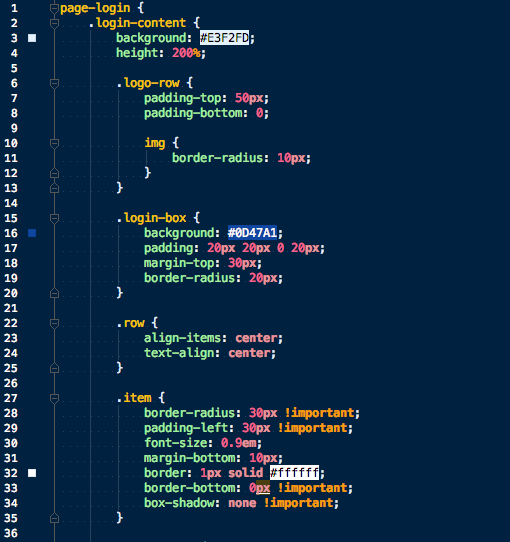 1 page-login {
2 .login-content {
3 background: #E3F2FD;
4 height: 200%;
5
6 .logo-row {
7 padding-top: 50px;
8 padding-bottom: 0;
9
10 img {
11 border-radius: 10px;
12 }
13 }
14
15 .login-box {
16 background: #0D47A1;
17 padding: 20px 20px 0 20px;
18 margin-top: 30px;
19 border-radius: 20px;
20 }
21
22 .row {
23 align-items: center;
24 text-align: center;
25 }
26
27 .item {
28 border-radius: 30px !important;
29 padding-left: 30px !important;
30 font-size: 0.9em;
31 margin-bottom: 10px;
32 border: 1px solid #ffffff;
33 border-bottom: 0px !important;
34 box-shadow: none !important;
35 }
36